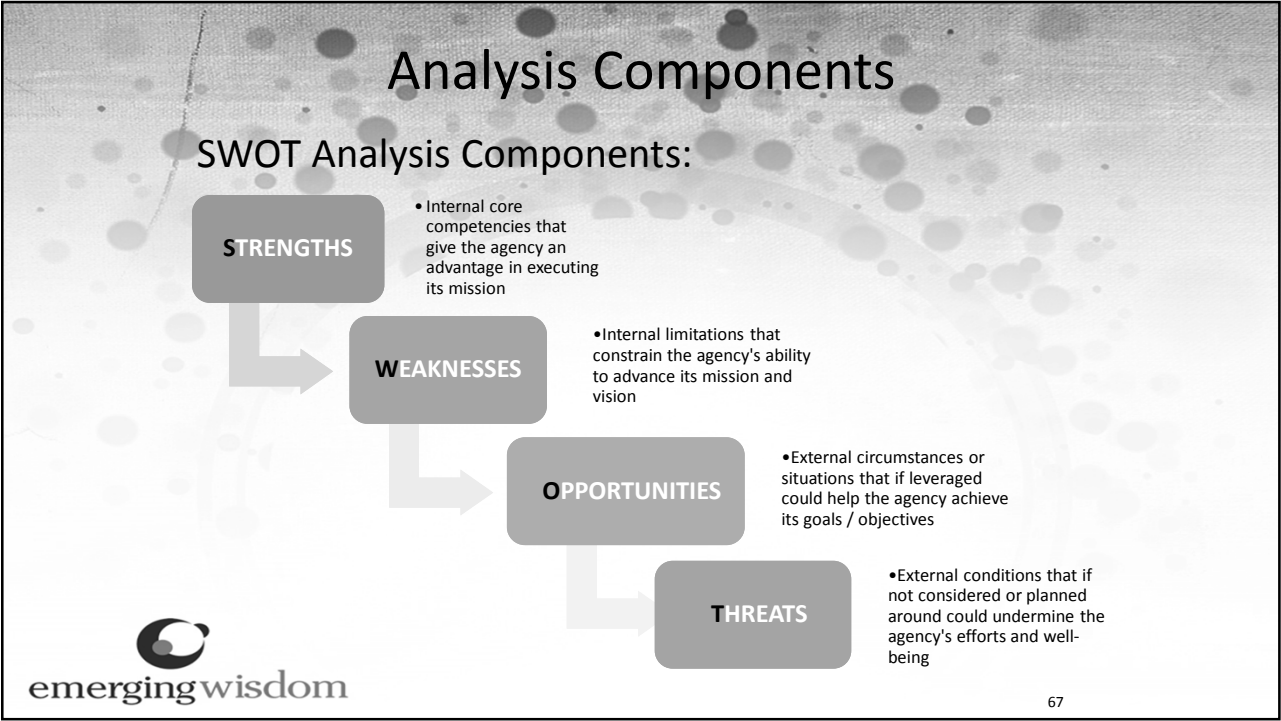 Analysis Components
SWOT Analysis Components:
STRENGTHS
• Internal core
competencies that
give the agency an
advantage in executing
its mission
WEAKNESSES
•Internal limitations that
constrain the agency's ability
to advance its mission and
vision
OPPORTUNITIES
•External circumstances or
situations that if leveraged
could help the agency achieve
its goals / objectives
THREATS
•External conditions that if
not considered or planned
around could undermine the
agency's efforts and well-
being
emergingwisdom
67